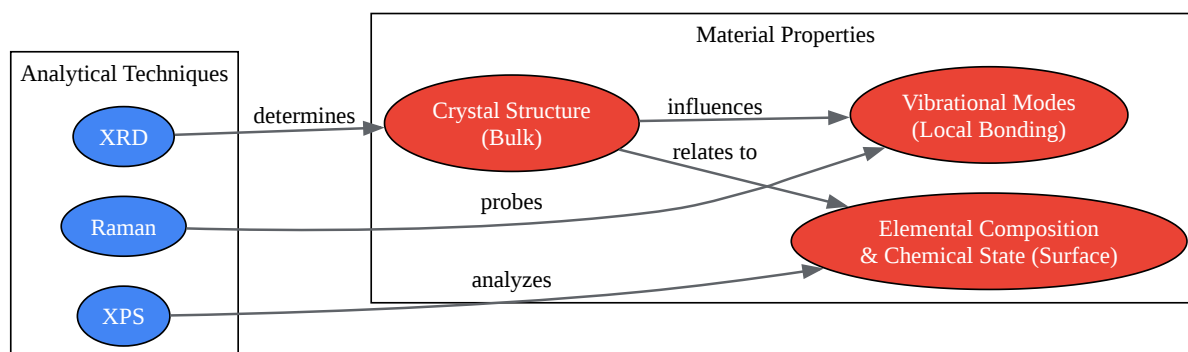 Analytical Techniques
XRD
Raman
XPS
determines
probes
analyzes
Material Properties
Crystal Structure
(Bulk)
influences
relates to
Vibrational Modes
(Local Bonding)
Elemental Composition
& Chemical State (Surface)